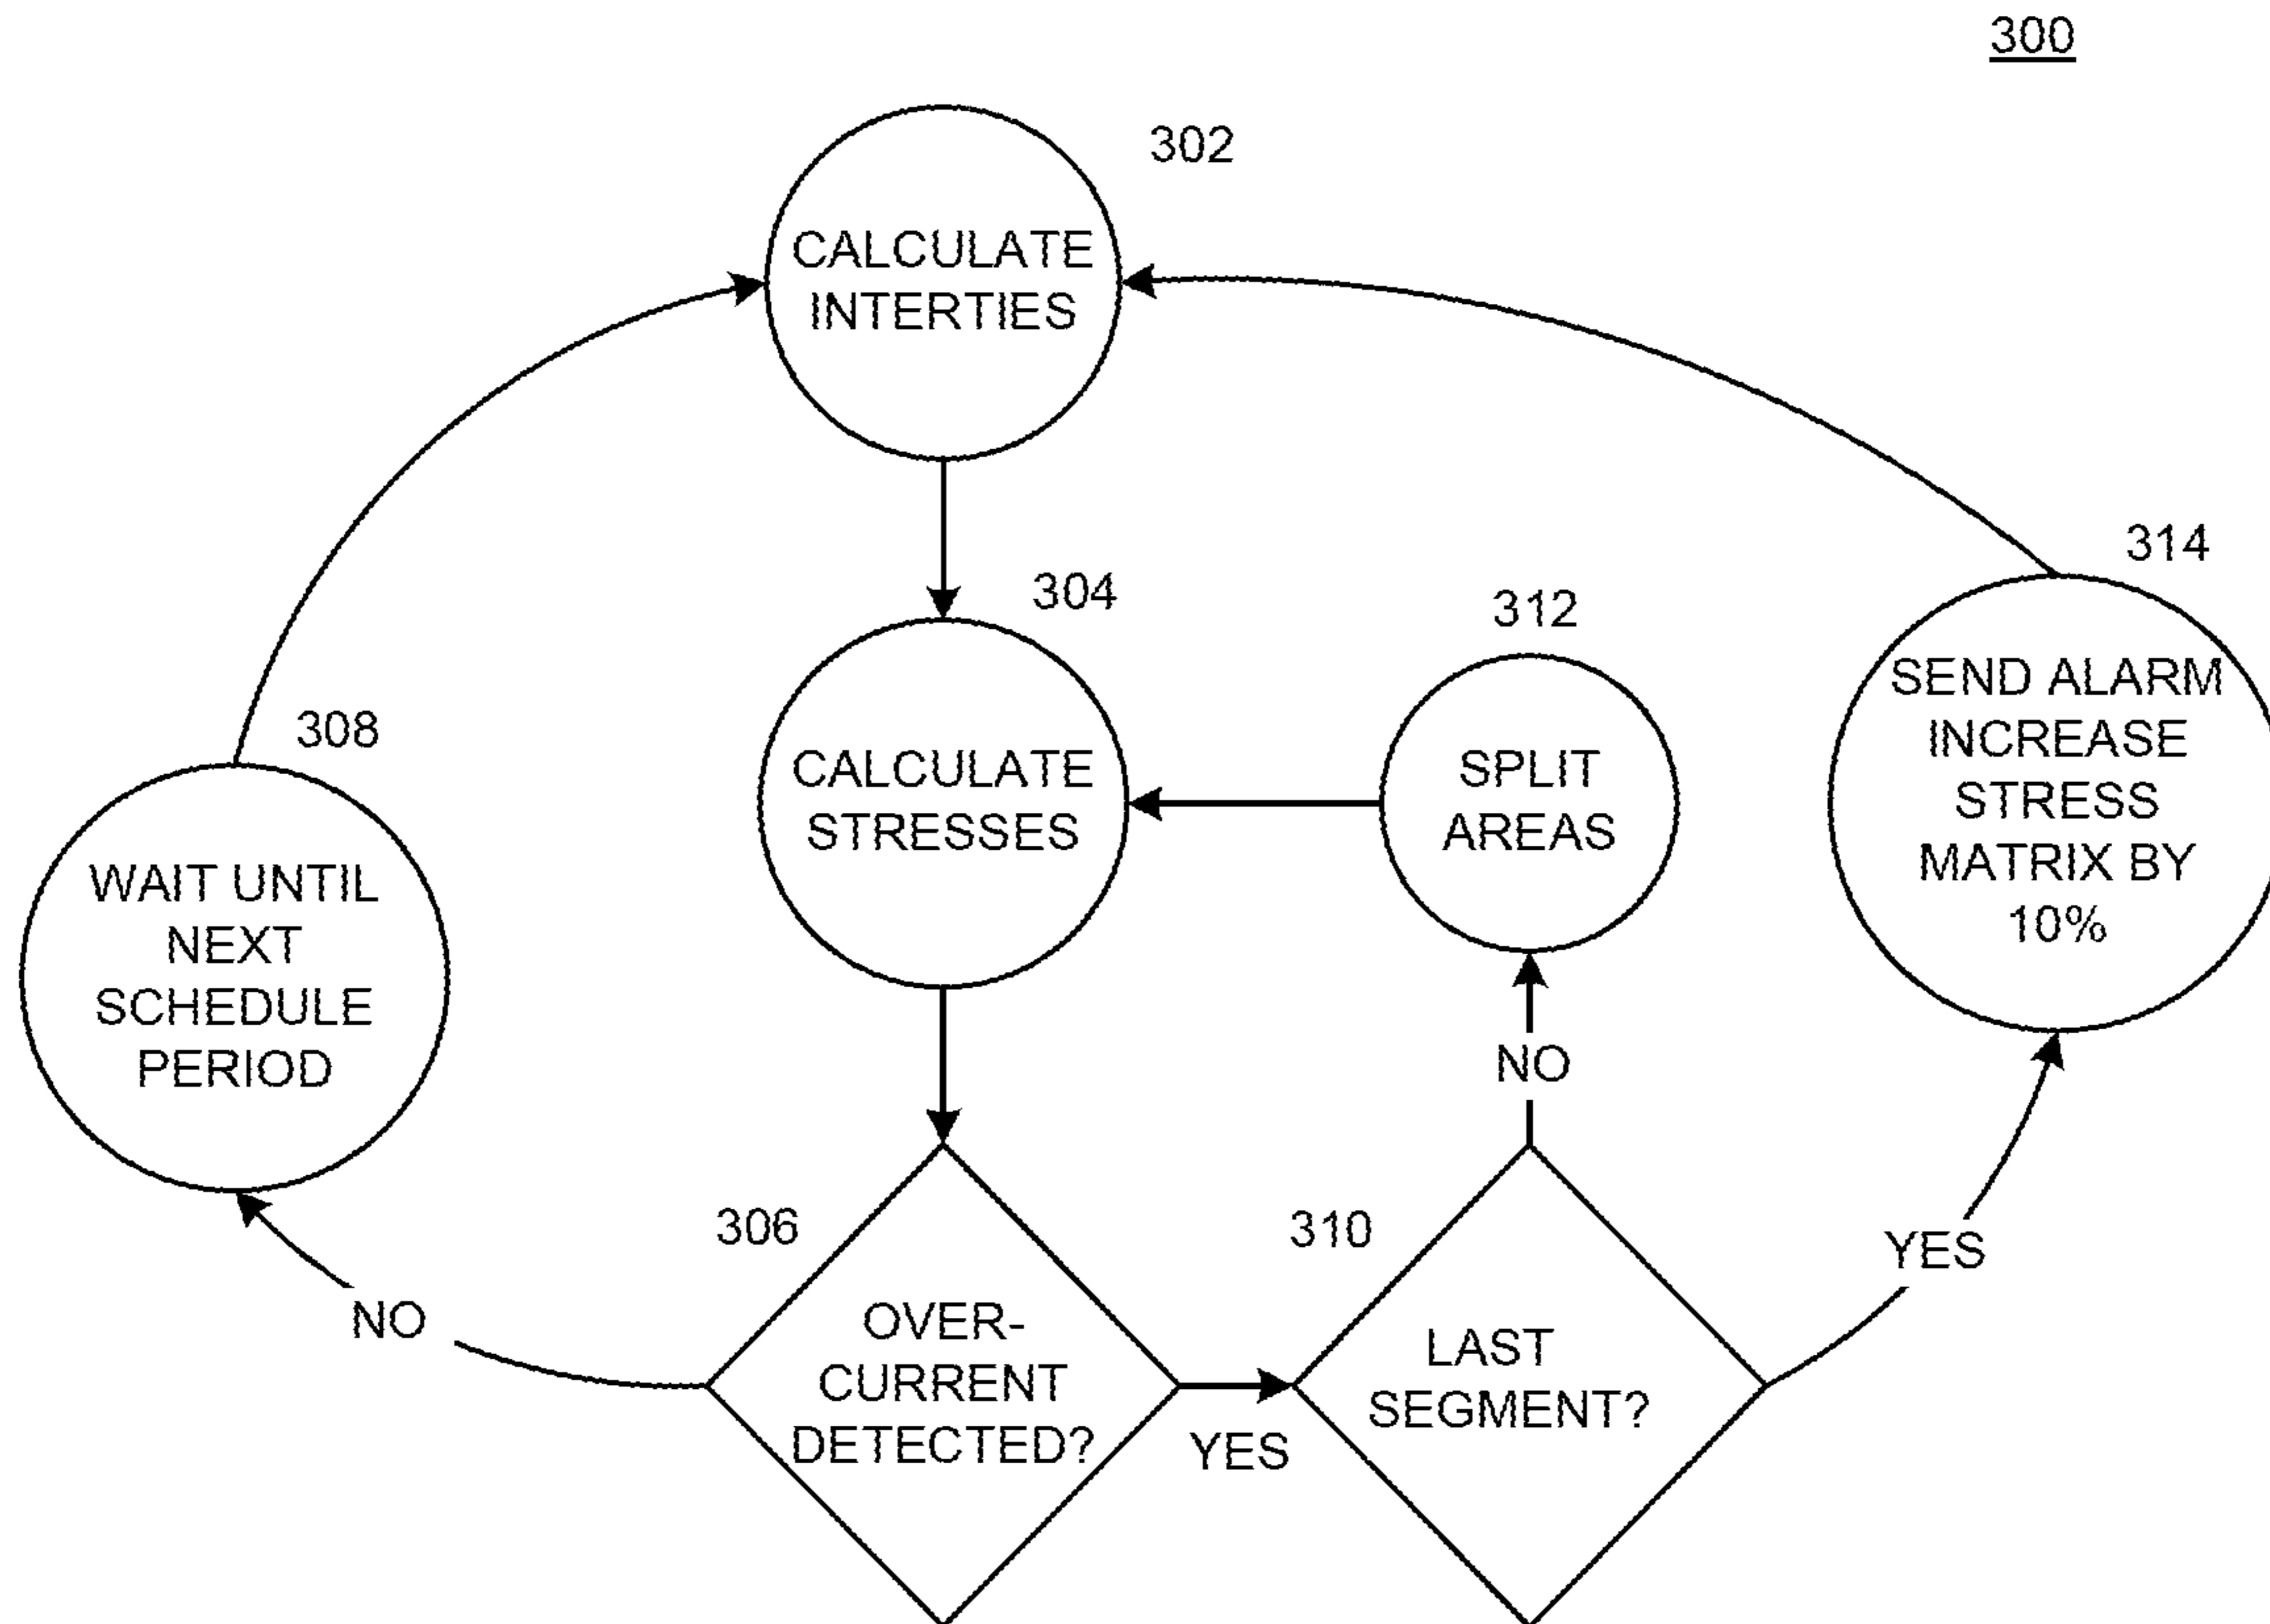 300
302
CALCULATE
INTERTIES
304
CALCULATE
STRESSES
312
SPLIT
AREAS
314
SEND ALARM
INCREASE
STRESS
MATRIX BY
10%
308
WAIT UNTIL
NEXT
SCHEDULE
PERIOD
NO
306
OVER-
CURRENT
DETECTED?
YES
310
LAST
SEGMENT?
NO
YES